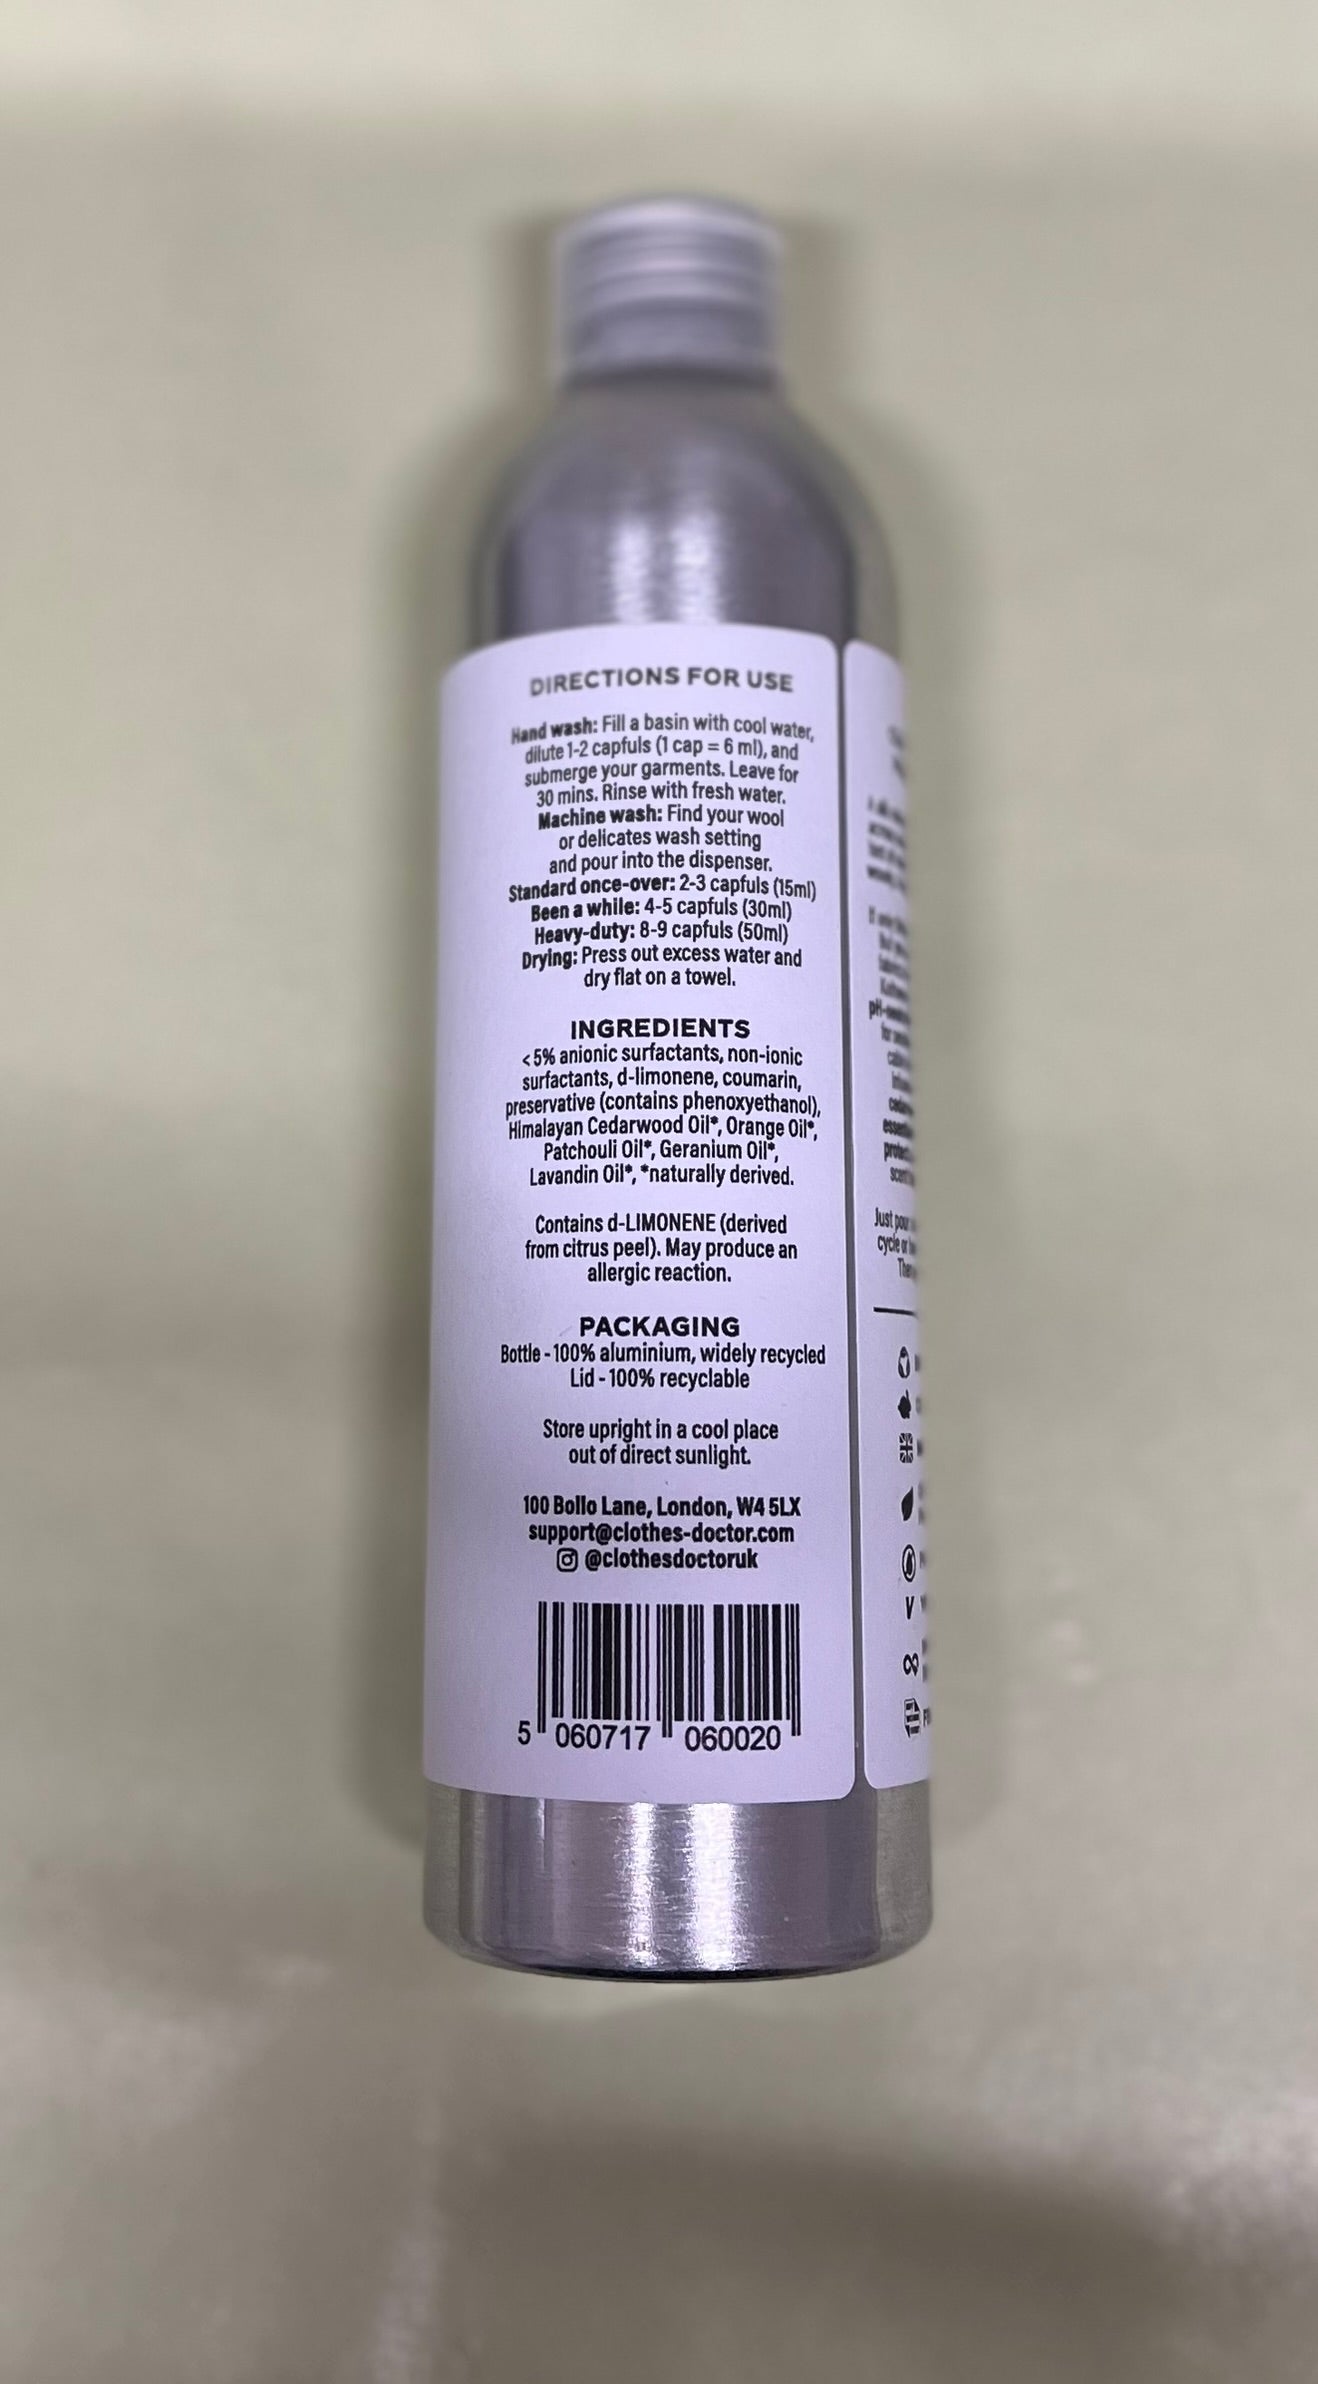 DIRECTIONS FOR USE
Hand wash: Fill a basin with cool water,
dilute 1-2 capfuls (1 cap = 6 ml), and
submerge your garments. Leave for
30 mins. Rinse with fresh water.
Machine wash: Find your wool
or delicates wash setting
and pour into the dispenser.
Standard once-over: 2-3 capfuls (15ml)
Been a while: 4-5 capfuls (30ml)
Heavy-duty: 8-9 capfuls (50ml)
Drying: Press out excess water and
dry flat on a towel.
INGREDIENTS
<5% anionic surfactants, non-ionic
surfactants, d-limonene, coumarin,
preservative (contains phenoxyethanol),
Himalayan Cedarwood Oil*, Orange Oil*,
Patchouli Oil*, Geranium Oil*,
Lavandin Oil*, *naturally derived.
Contains d-LIMONENE (derived
from citrus peel). May produce an
allergic reaction.
PACKAGING
Bottle - 100% aluminium, widely recycled
Lid - 100% recyclable
Store upright in a cool place
out of direct sunlight.
100 Bollo Lane, London, W4 5LX
support@clothes-doctor.com
@clothesdoctoruk
5 060717 060020
Just pour
cycle or